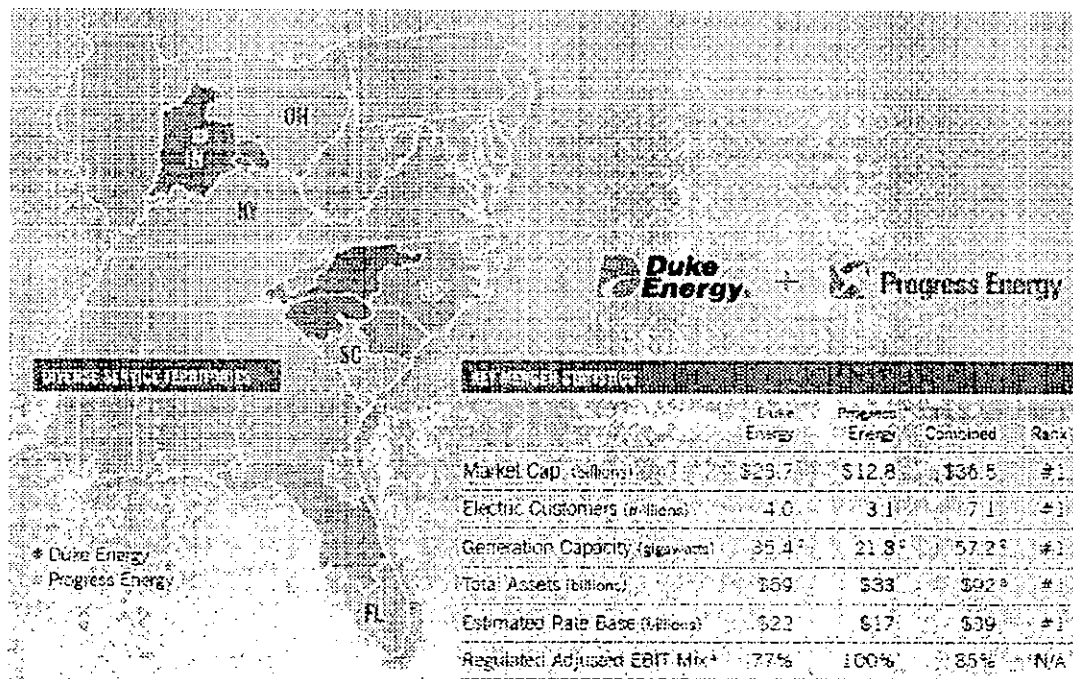 OH
KY
Duke
Energy
+
Progress Energy
SC
Duke Energy Progress Energy Combined Rank
Market Cap (billions) $23.7 $12.8 $36.5 #1
Electric Customers (millions) 4.0 3.1 7.1 #1
Generation Capacity (gigawatts) 35.4 21.8 57.2 #1
Total Assets (billions) $59 $33 $92 #1
Duke Energy
Progress Energy
FL
Estimated Rate Base (billions) $22 $17 $39 #1
Regulated Adjusted EBIT Mix 77% 100% 85% N/A